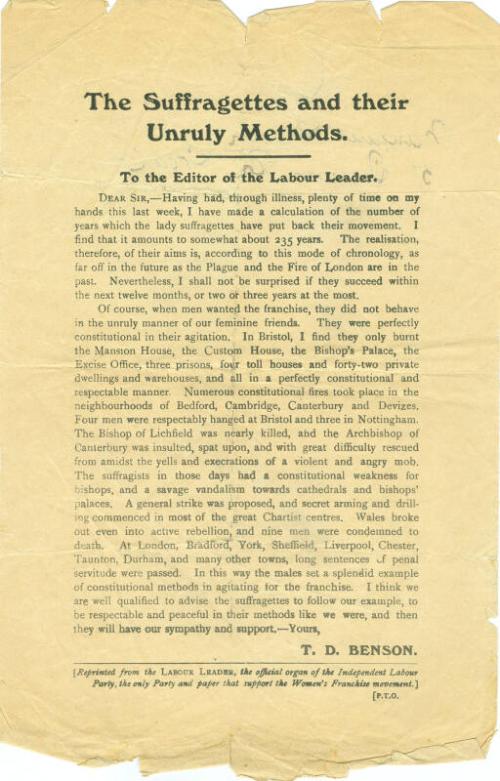 The Suffragettes and their
Unruly Methods.
To the Editor of the Labour Leader.
DEAR SIR,—Having had, through illness, plenty of time on my
hands this last week, I have made a calculation of the number of
years which the lady suffragettes have put back their movement. I
find that it amounts to somewhat about 235 years. The realisation,
therefore, of their aims is, according to this mode of chronology, as
far off in the future as the Plague and the Fire of London are in the
past. Nevertheless, I shall not be surprised if they succeed within
the next twelve months, or two or three years at the most.
Of course, when men wanted the franchise, they did not behave
in the unruly manner of our feminine friends. They were perfectly
constitutional in their agitation. In Bristol, I find they only burnt
the Mansion House, the Custom House, the Bishop's Palace, the
Excise Office, three prisons, four toll houses and forty-two private
dwellings and warehouses, and all in a perfectly constitutional and
respectable manner. Numerous constitutional fires took place in the
neighbourhoods of Bedford, Cambridge, Canterbury and Devizes.
Four men were respectably hanged at Bristol and three in Nottingham.
The Bishop of Lichfield was nearly killed, and the Archbishop of
Canterbury was insulted, spat upon, and with great difficulty rescued
from amidst the yells and execrations of a violent and angry mob.
The suffragists in those days had a constitutional weakness for
bishops, and a savage vandalism towards cathedrals and bishops'
palaces. A general strike was proposed, and secret arming and drill-
ing commenced in most of the great Chartist centres. Wales broke
out even into active rebellion, and nine men were condemned to
death. At London, Bradford, York, Sheffield, Liverpool, Chester,
Taunton, Durham, and many other towns, long sentences of penal
servitude were passed. In this way the males set a splendid example
of constitutional methods in agitating for the franchise. I think we
are well qualified to advise the suffragettes to follow our example, to
be respectable and peaceful in their methods like we were, and then
they will have our sympathy and support.—Yours,
T. D. BENSON.
[Reprinted from the LABOUR LEADER, the official organ of the Independent Labour
Party, the only Party and paper that support the Women's Franchise movement.]
[P.T.O.